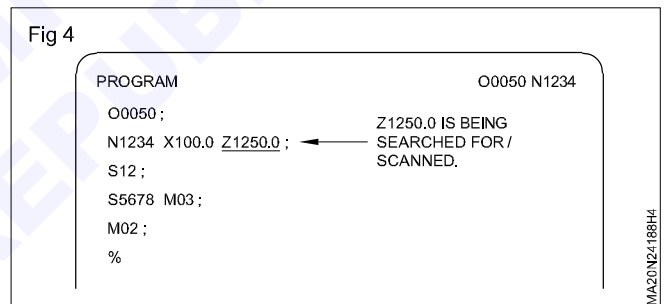 Fig 4
PROGRAM O0050 N1234
O0050 ;
N1234 X100.0 Z1250.0 ;
Z1250.0 IS BEING
SEARCHED FOR /
SCANNED.
S12 ;
S5678 M03 ;
M02 ;
%
MA20N24188H4